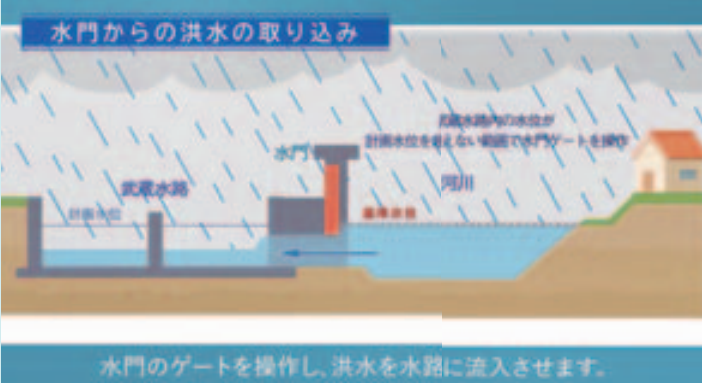 水門からの洪水の取り込み
武蔵水路内の水位が
計画水位を超えない範囲で水門ゲートを操作
水門
武蔵水路
河川
計画水位
基準水位
水門のゲートを操作し、洪水を水路に流入させます。